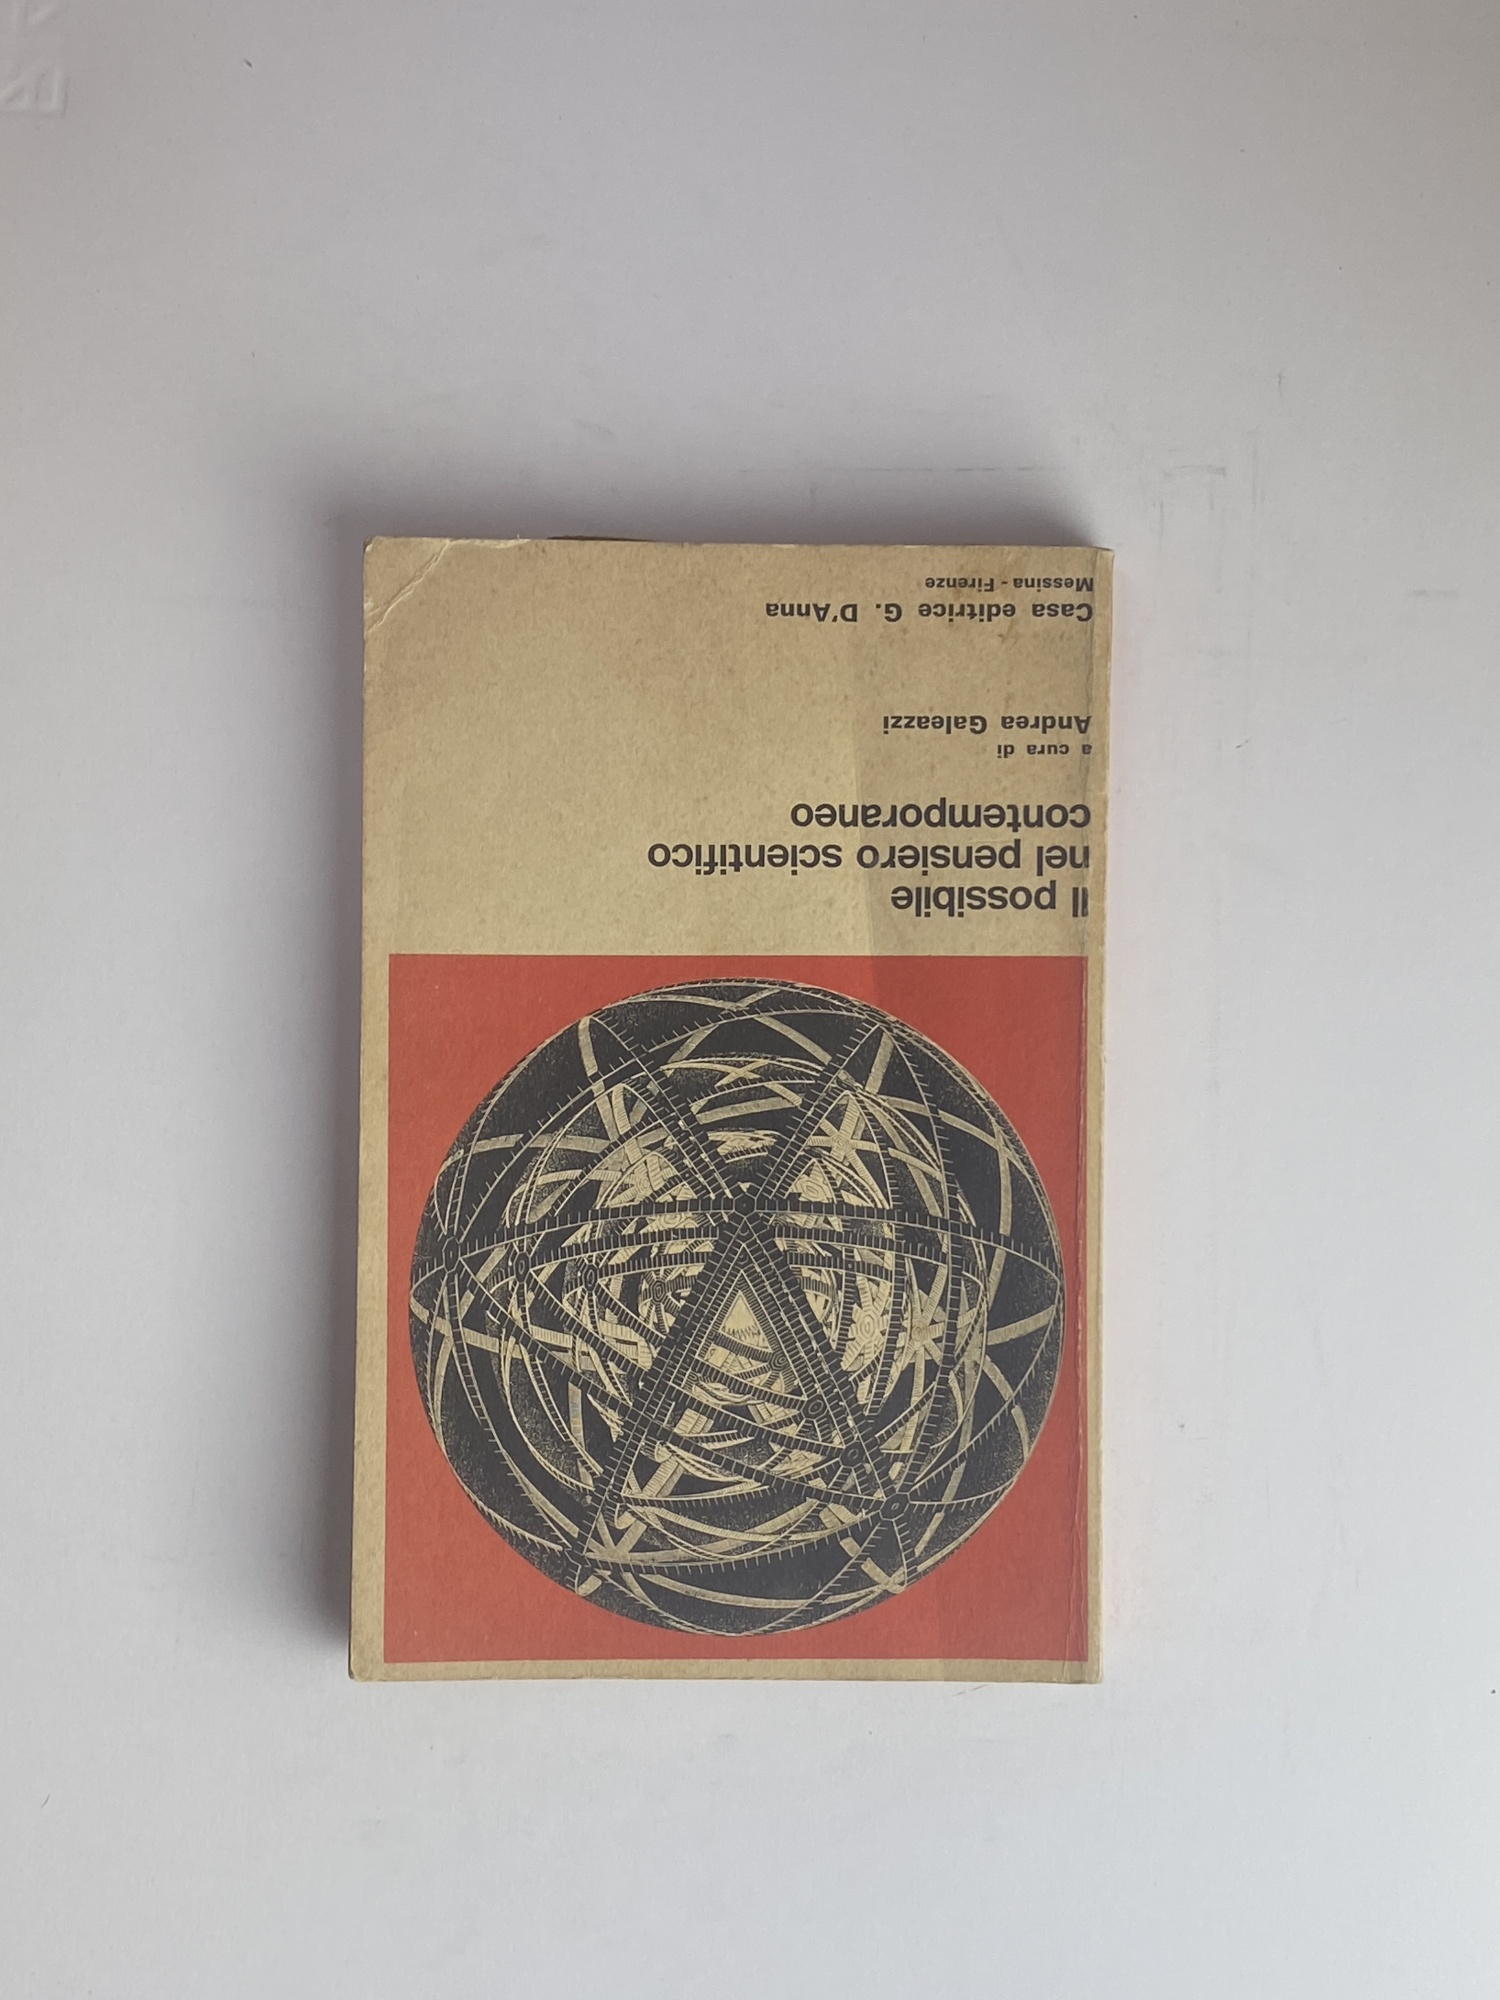 Il possibile
nel pensiero scientifico
contemporaneo
a cura di
Andrea Galeazzi
Casa editrice G. D'Anna
Messina - Firenze